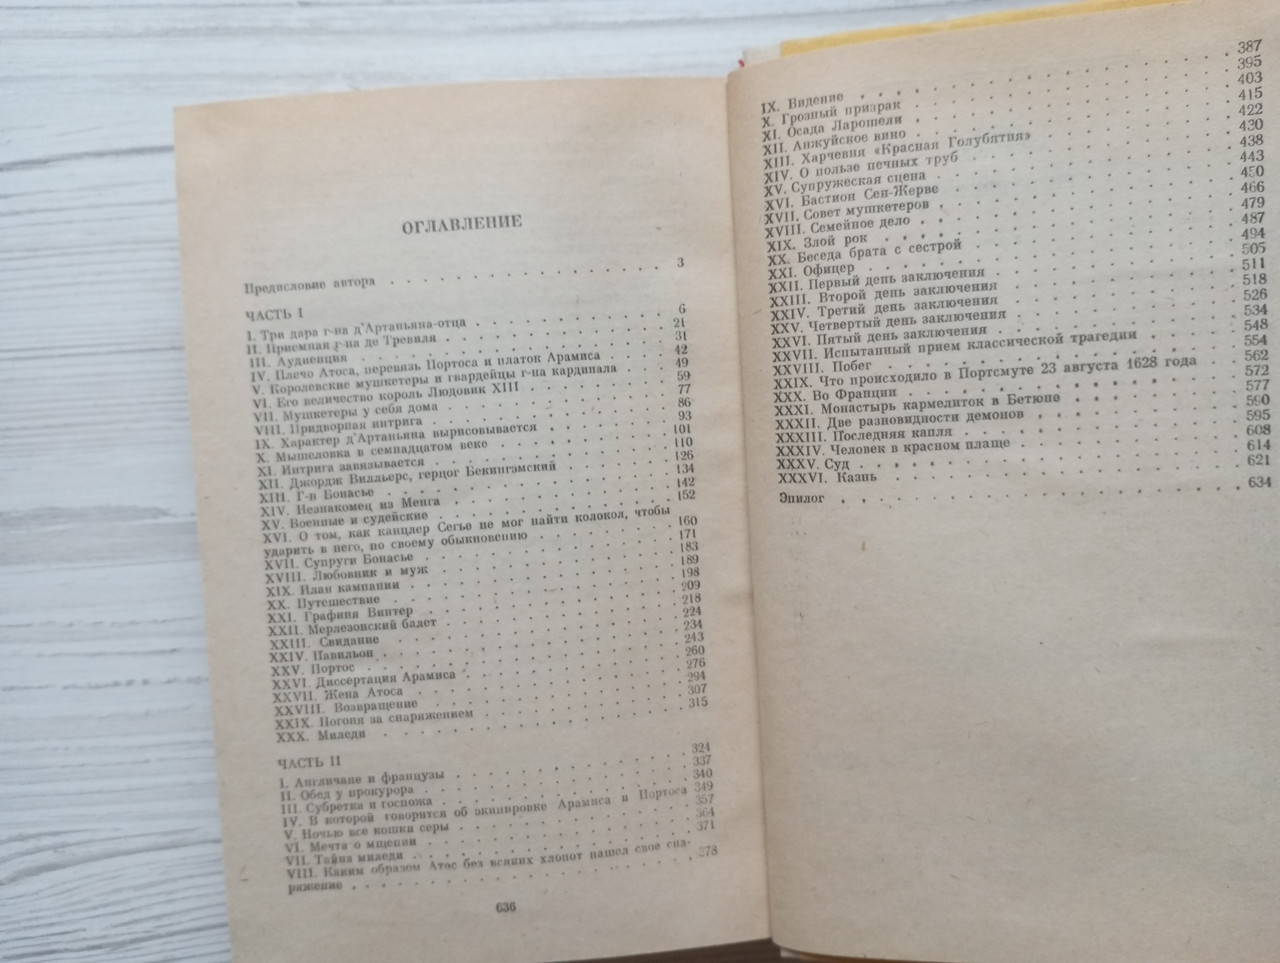 ОГЛАВЛЕНИЕ
Предисловие автора . . . . . . . . . . 3
ЧАСТЬ I
I. Три дара г-на д'Артаньяна-отца . . . . . . 6
II. Приемная г-на де Тревиля . . . . . . 21
III. Аудиенция . . . . . . 31
IV. Плечо Атоса, перевязь Портоса и платок Арамиса . . . 42
V. Королевские мушкетеры и гвардейцы г-на кардинала . . . 49
VI. Его величество король Людовик XIII . . . . . . 59
VII. Мушкетеры у себя дома . . . . . . 77
VIII. Придворная интрига . . . . . . 86
IX. Характер д'Артаньяна вырисовывается . . . . . . 93
X. Мышеловка в семнадцатом веке . . . . . . 101
XI. Интрига завязывается . . . . . . 110
XII. Джордж Вилльерс, герцог Бекингэмский . . . . . . 126
XIII. Г-н Бонасье . . . . . . 134
XIV. Незнакомец из Менга . . . . . . 142
XV. Военные и судейские . . . . . . 152
XVI. О том, как канцлер Сегье не мог найти колокол, чтобы
ударить в него, по своему обыкновению . . . . . . 160
XVII. Супруги Бонасье . . . . . . 171
XVIII. Любовник и муж . . . . . . 183
XIX. План кампании . . . . . . 189
XX. Путешествие . . . . . . 198
XXI. Графиня Винтер . . . . . . 209
XXII. Мерлезонский балет . . . . . . 218
XXIII. Свидание . . . . . . 224
XXIV. Павильон . . . . . . 234
XXV. Портос . . . . . . 243
XXVI. Диссертация Арамиса . . . . . . 260
XXVII. Жена Атоса . . . . . . 276
XXVIII. Возвращение . . . . . . 294
XXIX. Погоня за снаряжением . . . . . . 307
XXX. Миледи . . . . . . 315
ЧАСТЬ II
I. Англичане и французы . . . . . . 324
II. Обед у прокурора . . . . . . 337
III. Субретка и госпожа . . . . . . 340
IV. В которой говорится об экипировке Арамиса и Портоса 349
V. Ночью все кошки серы . . . . . . 357
VI. Мечта о мщении . . . . . . 364
VII. Тайна миледи . . . . . . 371
VIII. Каким образом Атос без всяких хлопот нашел свое сна-
ряжение . . . . . . 378
636
IX. Видение . . . . . . 387
X. Грозный призрак . . . . . . 395
XI. Осада Ларошели . . . . . . 403
XII. Анжуйское вино . . . . . . 415
XIII. Харчевня «Красная Голубятня» . . . . . . 422
XIV. О пользе печных труб . . . . . . 430
XV. Супружеская сцена . . . . . . 438
XVI. Бастион Сен-Жерве . . . . . . 443
XVII. Совет мушкетеров . . . . . . 450
XVIII. Семейное дело . . . . . . 466
XIX. Злой рок . . . . . . 479
XX. Беседа брата с сестрой . . . . . . 487
XXI. Офицер . . . . . . 494
XXII. Первый день заключения . . . . . . 505
XXIII. Второй день заключения . . . . . . 511
XXIV. Третий день заключения . . . . . . 518
XXV. Четвертый день заключения . . . . . . 526
XXVI. Пятый день заключения . . . . . . 534
XXVII. Испытанный прием классической трагедии . . . . . . 548
XXVIII. Побег . . . . . . 554
XXIX. Что происходило в Портсмуте 23 августа 1628 года . . . 562
XXX. Во Франции . . . . . . 572
XXXI. Монастырь кармелиток в Бетюне . . . . . . 577
XXXII. Две разновидности демонов . . . . . . 590
XXXIII. Последняя капля . . . . . . 595
XXXIV. Человек в красном плаще . . . . . . 608
XXXV. Суд . . . . . . 614
XXXVI. Казнь . . . . . . 621
Эпилог . . . . . . 634